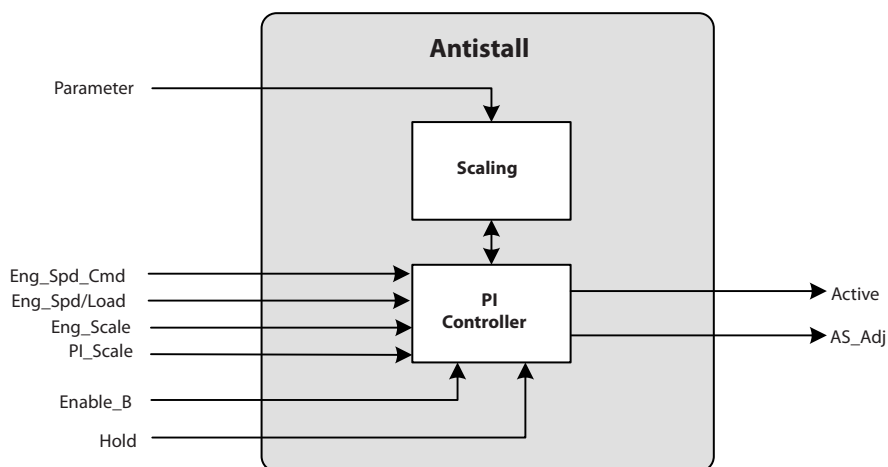 Antistall
Parameter
Scaling
Eng_Spd_Cmd
Eng_Spd/Load
Eng_Scale
PI_Scale
PI
Controller
Active
AS_Adj
Enable_B
Hold